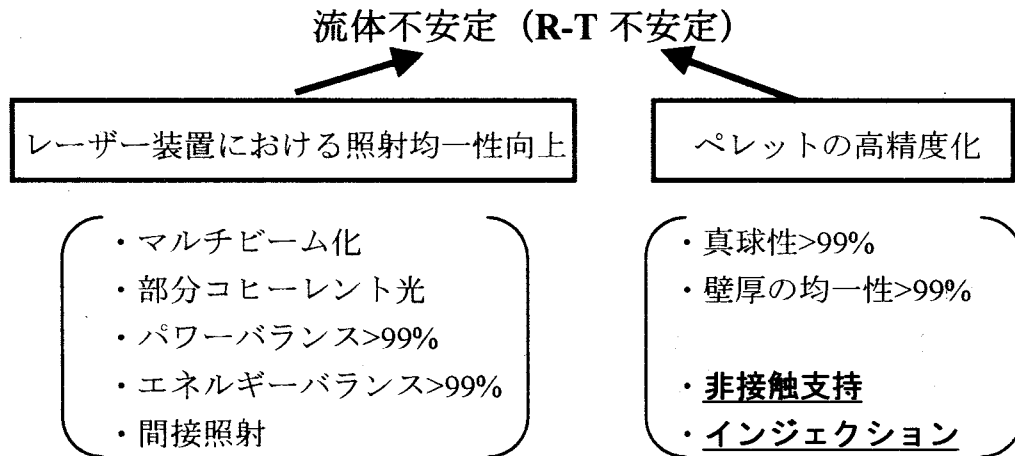 流体不安定（R-T 不安定）
レーザー装置における照射均一性向上
ペレットの高精度化
・マルチビーム化
・部分コヒーレント光
・パワーバランス>99%
・エネルギーバランス>99%
・間接照射
・真球性>99%
・壁厚の均一性>99%
・非接触支持
・インジェクション